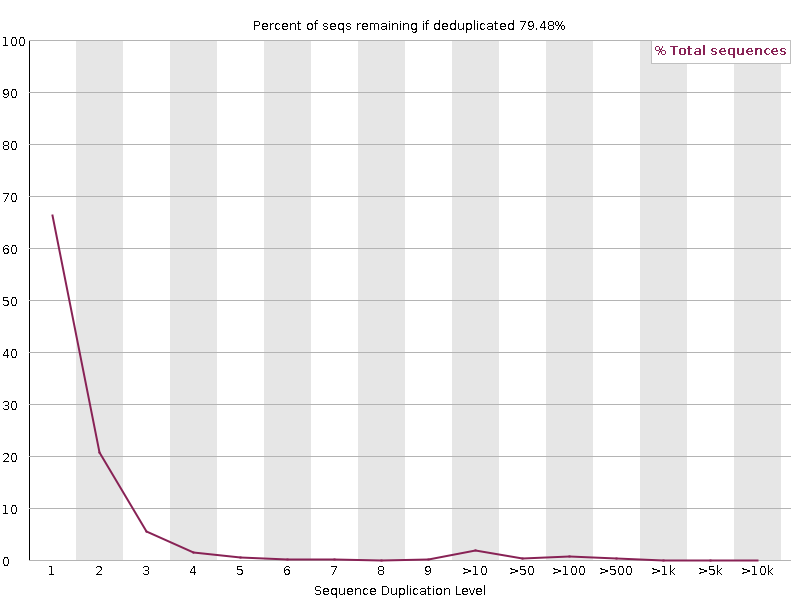 Percent of seqs remaining if deduplicated 79.48%
% Total sequences
100
90
80
70
60
50
40
30
20
10
0
1 2 3 4 5 6 7 8 9 >10 >50 >100 >500 >1k >5k >10k
Sequence Duplication Level